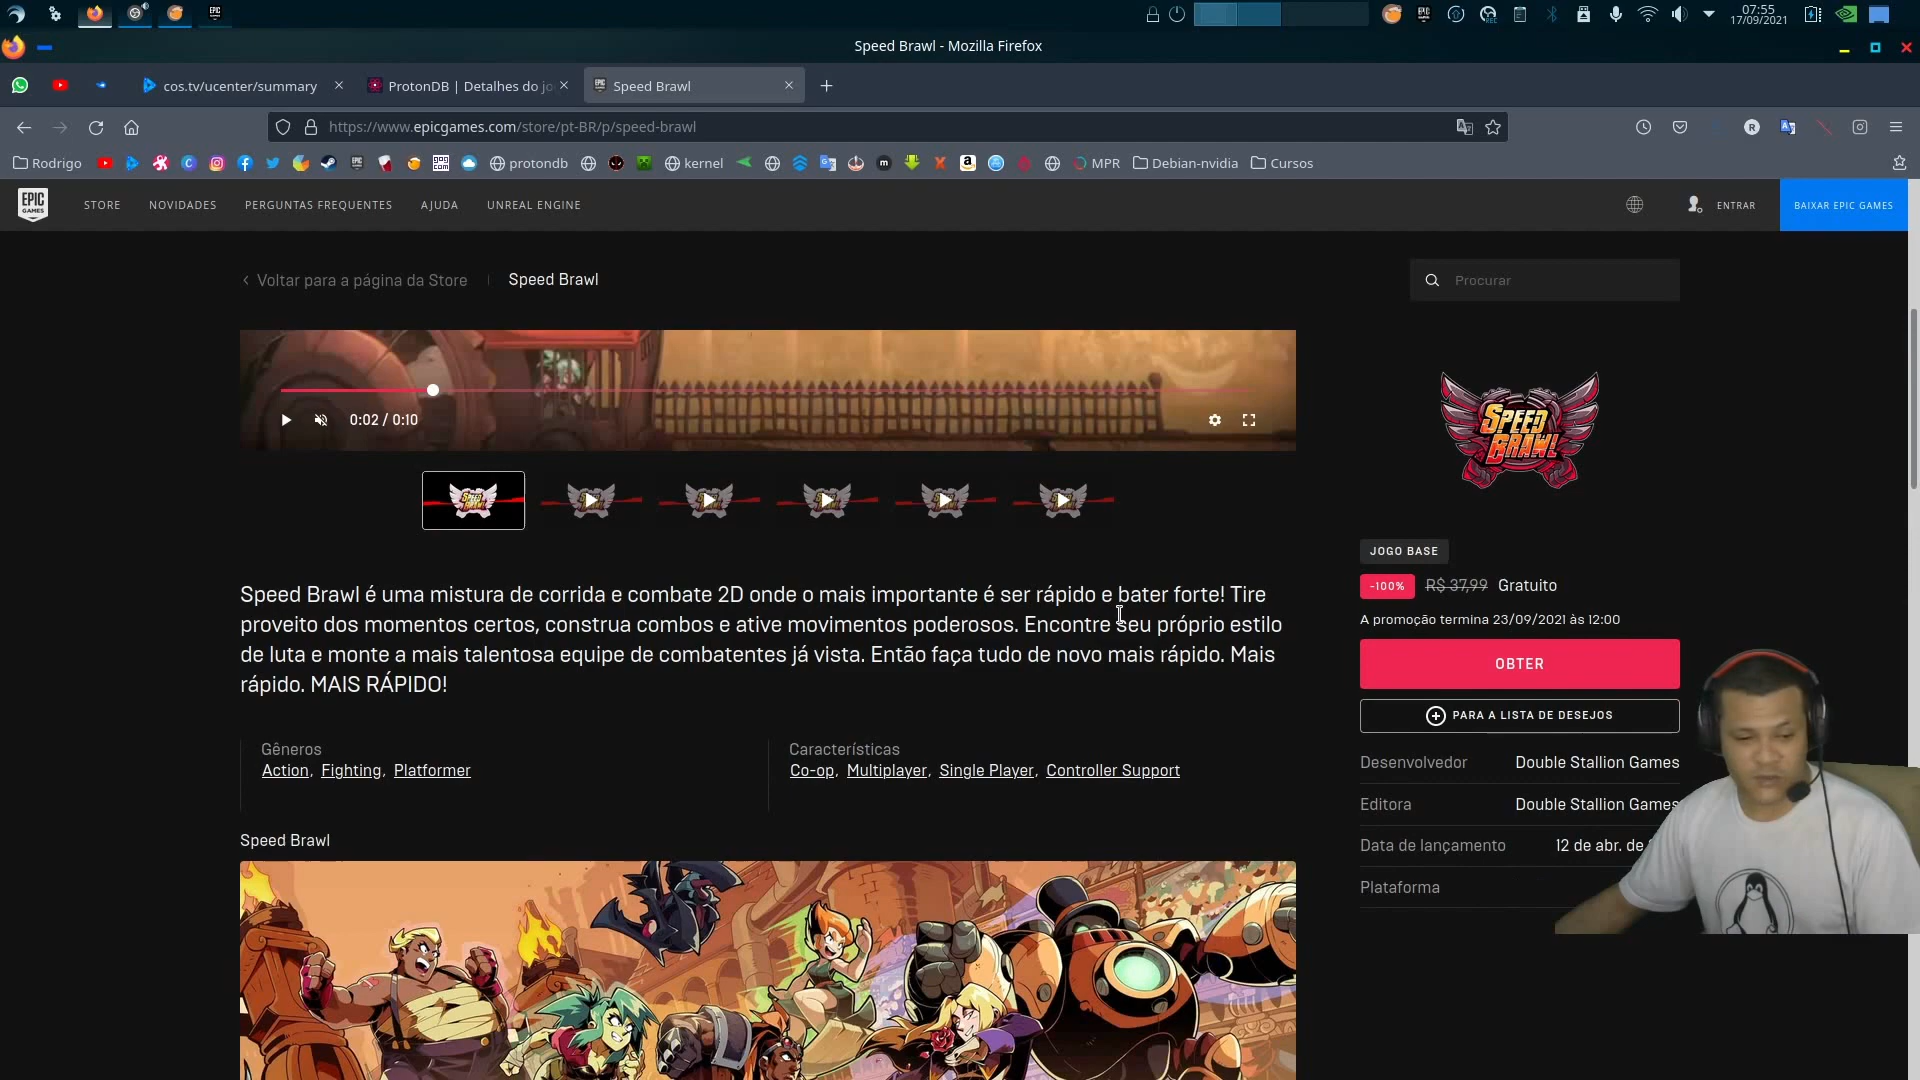 07:55
17/09/2021
Speed Brawl - Mozilla Firefox
cos.tv/ucenter/summary
ProtonDB | Detalhes do jo
Speed Brawl
https://www.epicgames.com/store/pt-BR/p/speed-brawl
Rodrigo
protondb
kernel
MPR
Debian-nvidia
Cursos
EPIC GAMES
STORE
NOVIDADES
PERGUNTAS FREQUENTES
AJUDA
UNREAL ENGINE
ENTRAR
BAIXAR EPIC GAMES
Voltar para a página da Store
Speed Brawl
Procurar
0:02 / 0:10
SPEED
BRAWL
Speed Brawl é uma mistura de corrida e combate 2D onde o mais importante é ser rápido e bater forte! Tire
proveito dos momentos certos, construa combos e ative movimentos poderosos. Encontre seu próprio estilo
de luta e monte a mais talentosa equipe de combatentes já vista. Então faça tudo de novo mais rápido. Mais
rápido. MAIS RÁPIDO!
JOGO BASE
-100% R$ 37,99 Gratuito
A promoção termina 23/09/2021 às 12:00
OBTER
PARA A LISTA DE DESEJOS
Gêneros
Action, Fighting, Platformer
Características
Co-op, Multiplayer, Single Player, Controller Support
Desenvolvedor Double Stallion Games
Editora Double Stallion Games
Data de lançamento 12 de abr. de
Plataforma
Speed Brawl